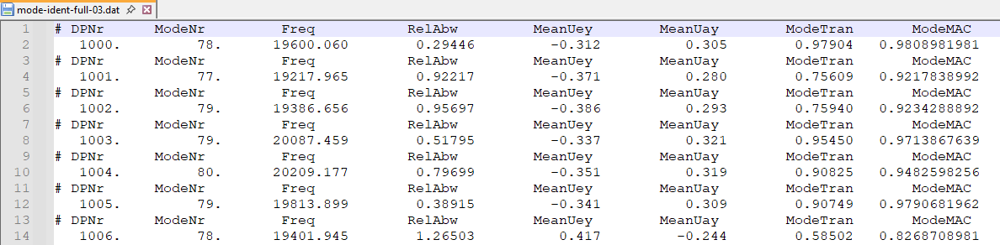 mode-ident-full-03.dat
1 # DPNr ModeNr Freq RelAbw MeanUey MeanUay ModeTran ModeMAC
2 1000. 78. 19600.060 0.29446 -0.312 0.305 0.97904 0.9808981981
3 # DPNr ModeNr Freq RelAbw MeanUey MeanUay ModeTran ModeMAC
4 1001. 77. 19217.965 0.92217 -0.371 0.280 0.75609 0.9217838992
5 # DPNr ModeNr Freq RelAbw MeanUey MeanUay ModeTran ModeMAC
6 1002. 79. 19386.656 0.95697 -0.386 0.293 0.75940 0.9234288892
7 # DPNr ModeNr Freq RelAbw MeanUey MeanUay ModeTran ModeMAC
8 1003. 79. 20087.459 0.51795 -0.337 0.321 0.95450 0.9713867639
9 # DPNr ModeNr Freq RelAbw MeanUey MeanUay ModeTran ModeMAC
10 1004. 80. 20209.177 0.79699 -0.351 0.319 0.90825 0.9482598256
11 # DPNr ModeNr Freq RelAbw MeanUey MeanUay ModeTran ModeMAC
12 1005. 79. 19813.899 0.38915 -0.341 0.309 0.90749 0.9790681962
13 # DPNr ModeNr Freq RelAbw MeanUey MeanUay ModeTran ModeMAC
14 1006. 78. 19401.945 1.26503 0.417 -0.244 0.58502 0.8268708981